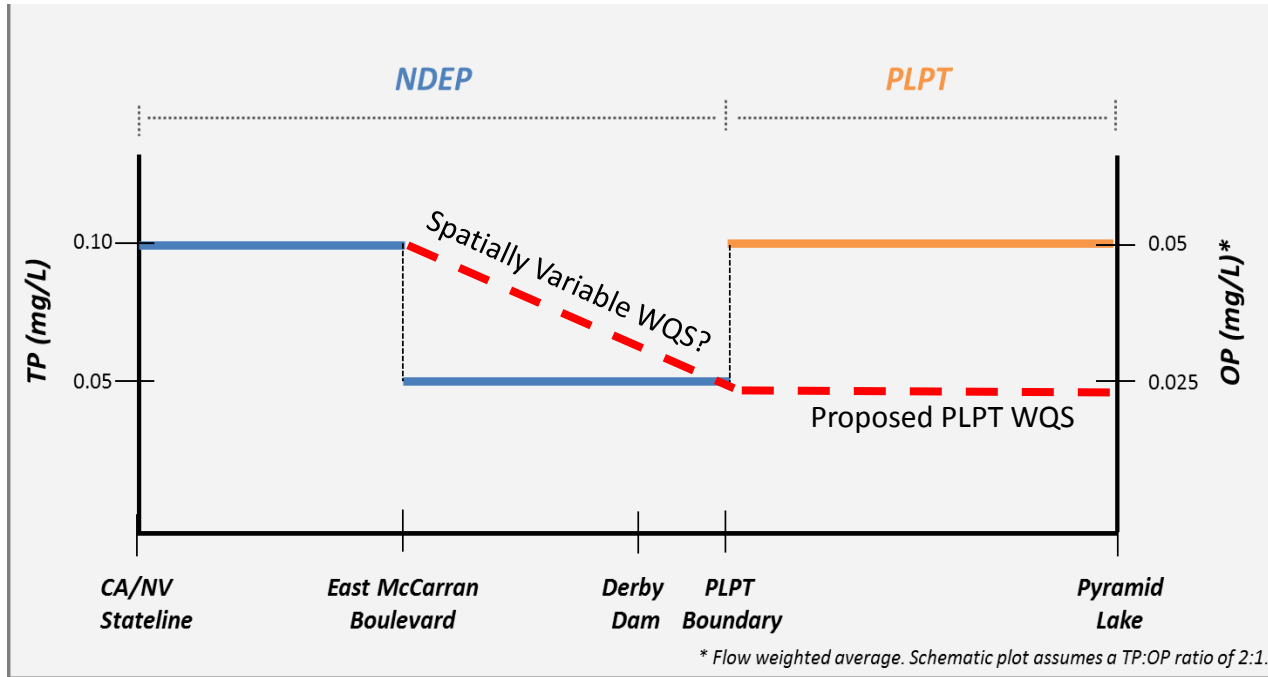 NDEP
PLPT
0.10
0.05
TP (mg/L)
Spatially Variable WQS?
Proposed PLPT WQS
0.05
0.025
OP (mg/L)*
CA/NV
Stateline
East McCarran
Boulevard
Derby
Dam
PLPT
Boundary
Pyramid
Lake
* Flow weighted average. Schematic plot assumes a TP:OP ratio of 2:1.